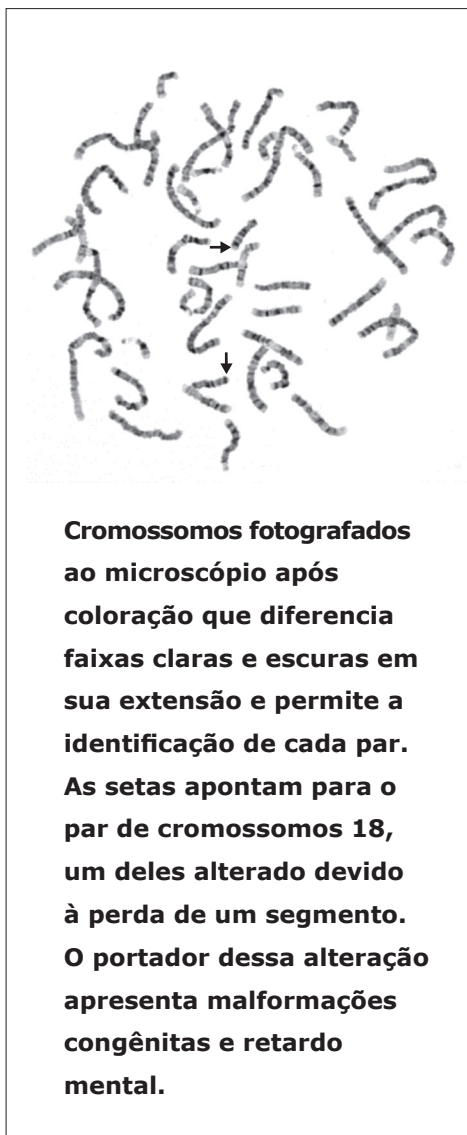 Cromossomos fotografados
ao microscópio após
coloração que diferencia
faixas claras e escuras em
sua extensão e permite a
identificação de cada par.
As setas apontam para o
par de cromossomos 18,
um deles alterado devido
à perda de um segmento.
O portador dessa alteração
apresenta malformações
congênitas e retardo
mental.